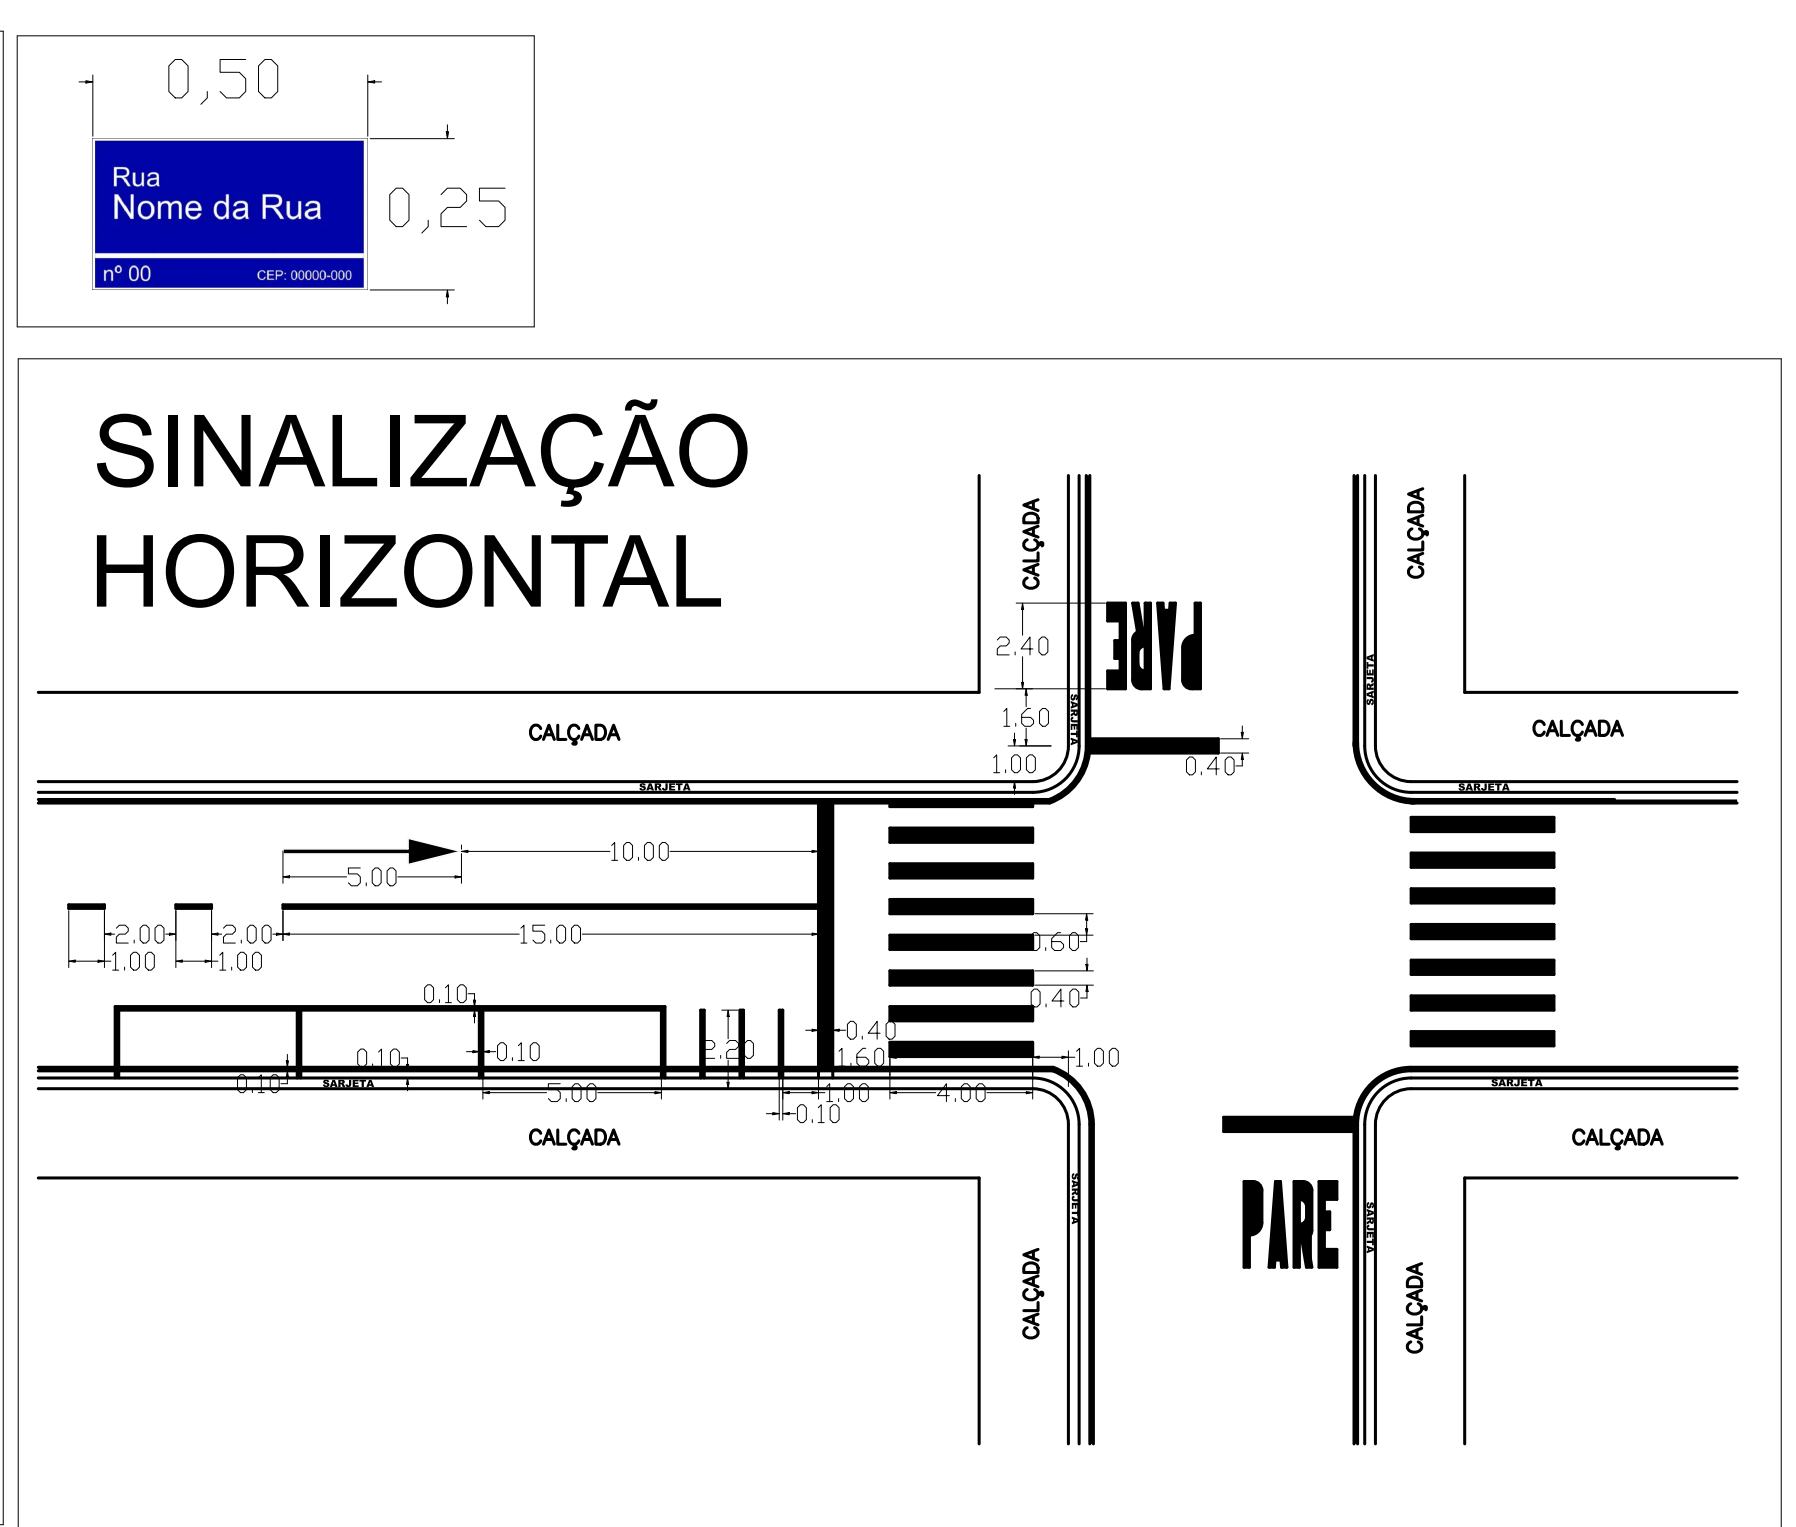 0,50
Rua
Nome da Rua
0,25
nº 00
CEP: 00000-000
SINALIZAÇÃO
HORIZONTAL
CALÇADA
CALÇADA
PARE
2.40
SARJETA
SARJETA
1.60
CALÇADA
CALÇADA
1.00
0.40
SARJETA
SARJETA
10.00
5.00
2.00
2.00
15.00
0.60
1.00
1.00
0.10
0.40
0.40
0.10
0.10
2.20
1.60
1.00
0.10
SARJETA
SARJETA
5.00
1.00
4.00
0.10
CALÇADA
CALÇADA
SARJETA
PARE
SARJETA
CALÇADA
CALÇADA